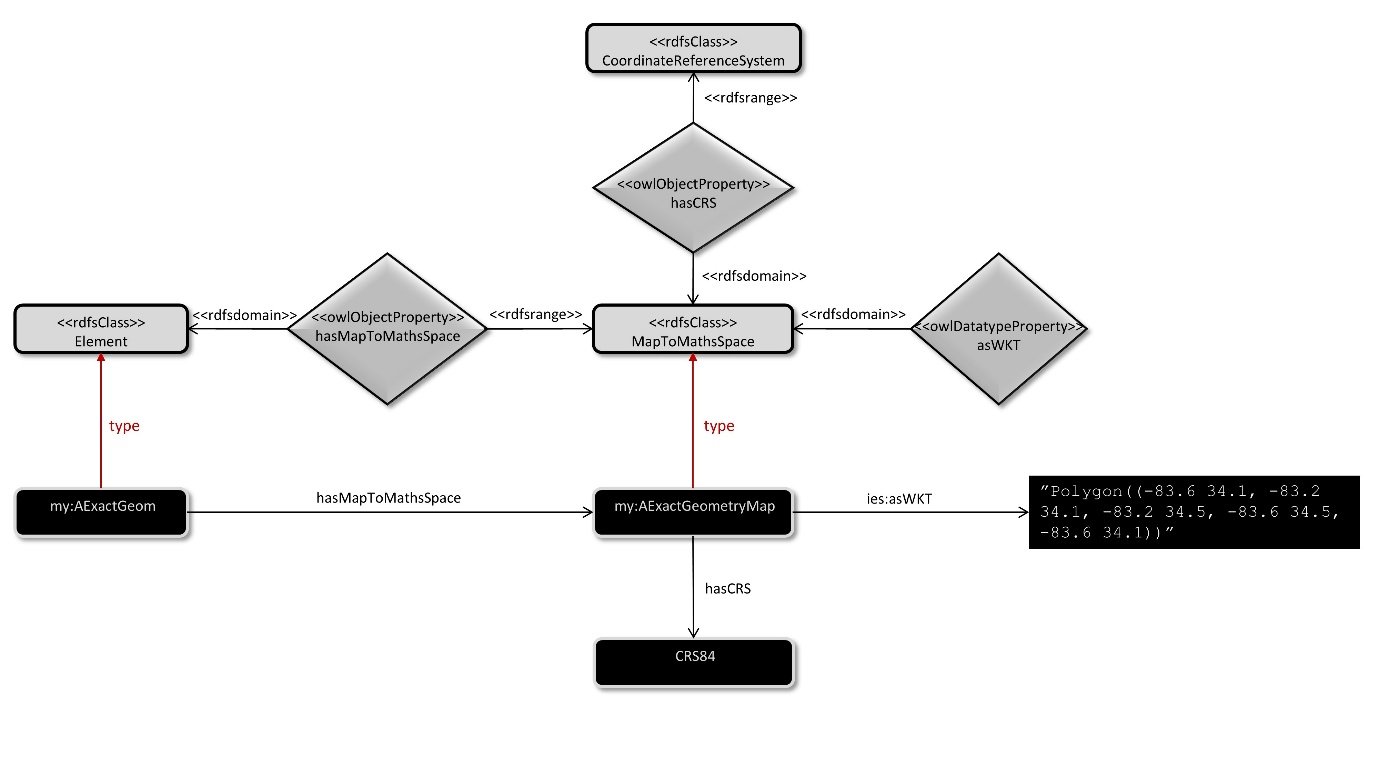 <<rdfsClass>>
CoordinateReferenceSystem
<<rdfsrange>>
<<owlObjectProperty>>
hasCRS
<<rdfsdomain>>
<<rdfsClass>>
Element
<<rdfsdomain>>
<<owlObjectProperty>>
hasMapToMathsSpace
<<rdfsrange>>
<<rdfsClass>>
MapToMathsSpace
<<rdfsdomain>>
<<owlDatatypeProperty>>
asWKT
type
type
my:AExactGeom
hasMapToMathsSpace
my:AExactGeometryMap
ies:asWKT
”Polygon((-83.6 34.1, -83.2
34.1, -83.2 34.5, -83.6 34.5,
-83.6 34.1))”
hasCRS
CRS84